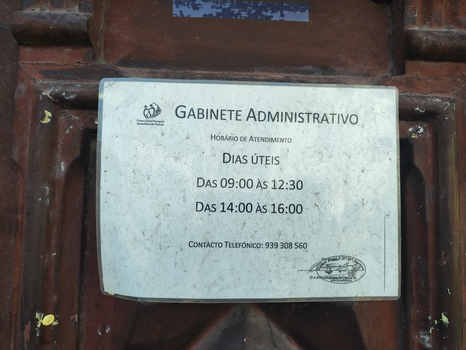 GABINETE ADMINISTRATIVO
HORÁRIO DE ATENDIMENTO
DIAS ÚTEIS
DAS 09:00 ÀS 12:30
DAS 14:00 ÀS 16:00
CONTACTO TELEFÓNICO: 939 308 560